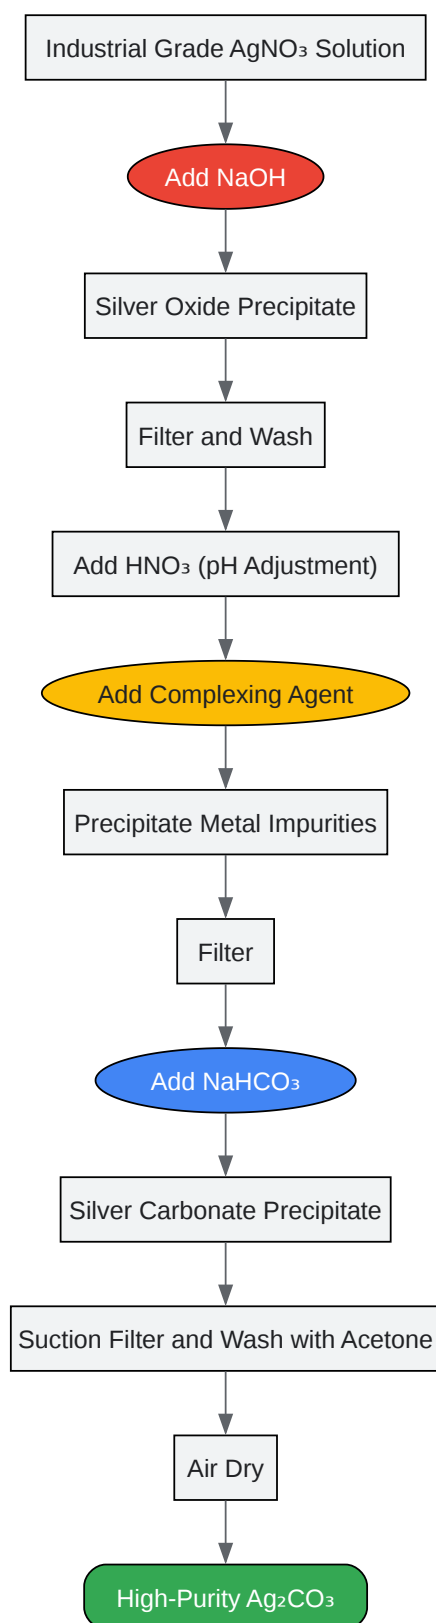 Industrial Grade AgNO₃ Solution
Add NaOH
Silver Oxide Precipitate
Filter and Wash
Add HNO₃ (pH Adjustment)
Add Complexing Agent
Precipitate Metal Impurities
Filter
Add NaHCO₃
Silver Carbonate Precipitate
Suction Filter and Wash with Acetone
Air Dry
High-Purity Ag₂CO₃